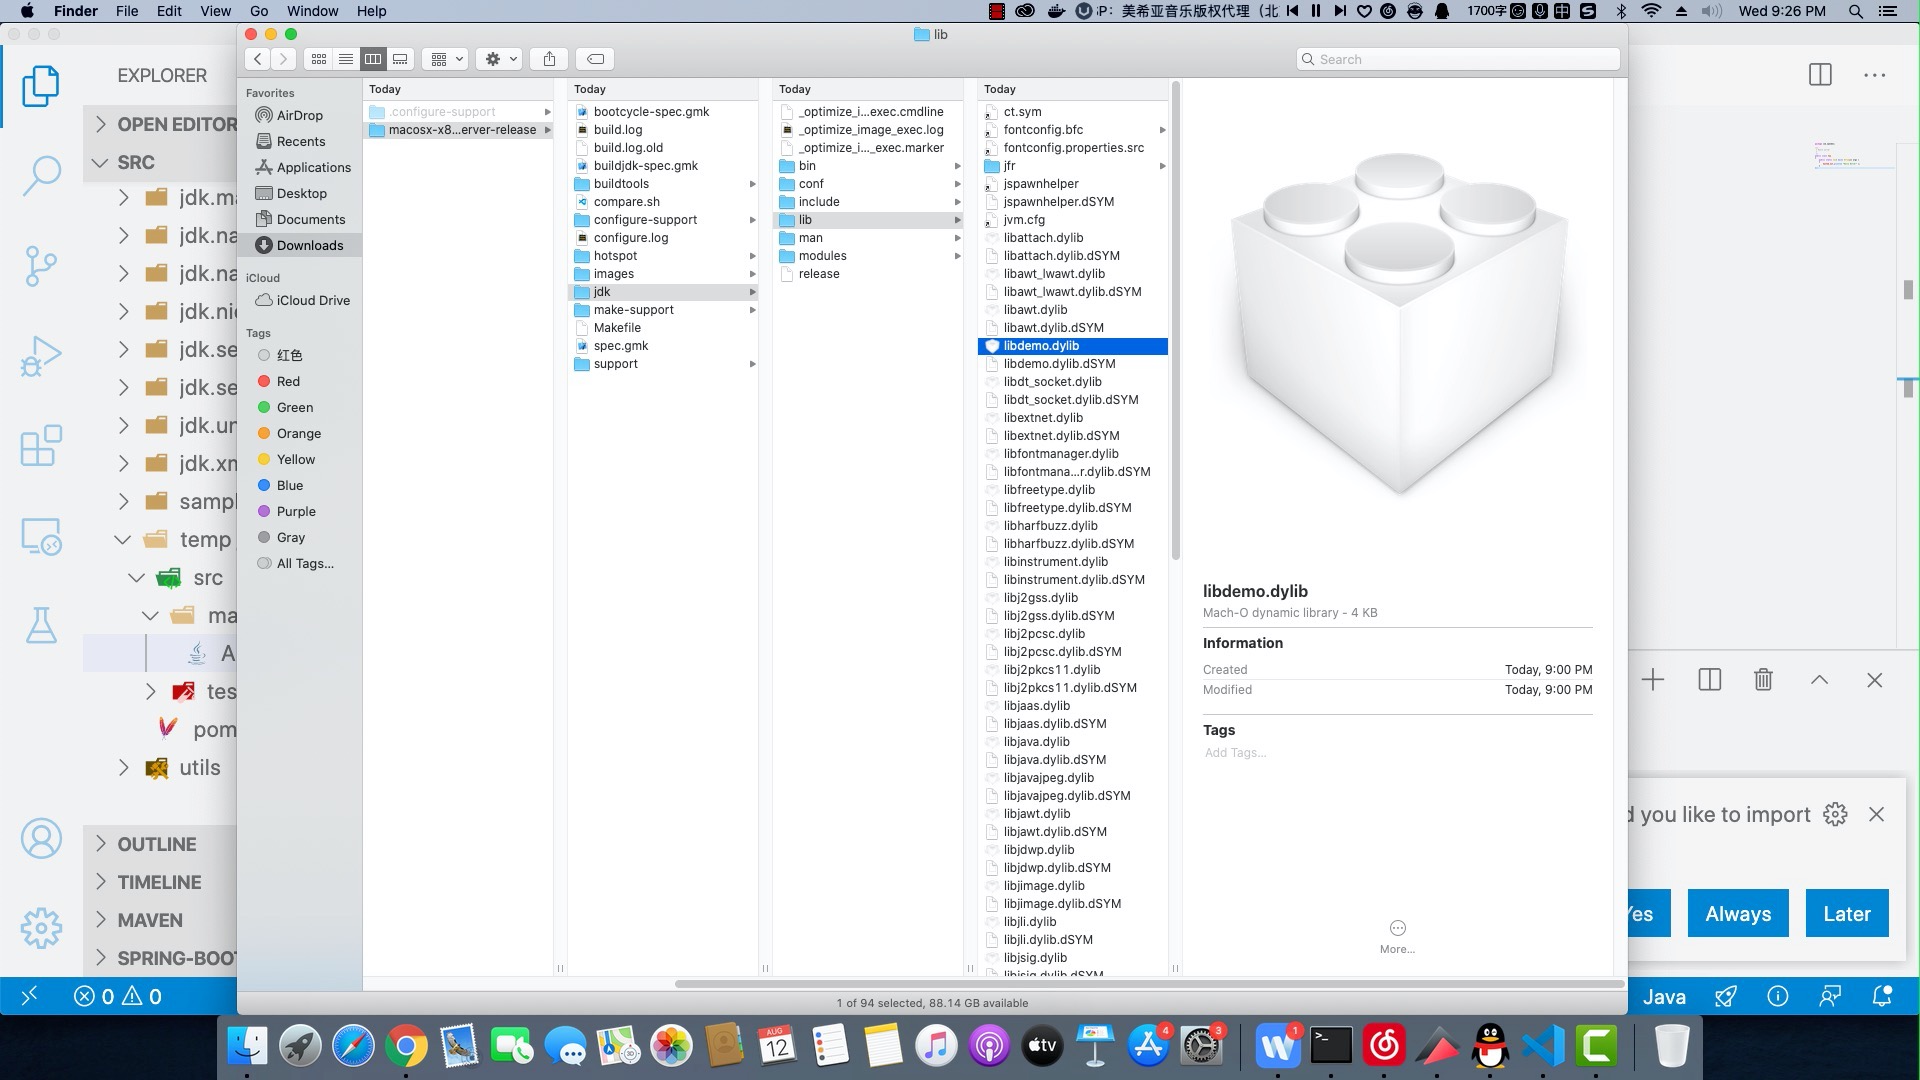 Finder File Edit View Go Window Help
美希亚音乐版权代理（北
1700字
Wed 9:26 PM
lib
Search
EXPLORER
OPEN EDITOR
SRC
jdk.ma
jdk.na
jdk.na
jdk.nio
jdk.se
jdk.se
jdk.un
jdk.xn
sampl
temp
src
ma
A
tes
pom
utils
OUTLINE
TIMELINE
MAVEN
SPRING-BOO
0 0
Favorites
AirDrop
Recents
Applications
Desktop
Documents
Downloads
iCloud
iCloud Drive
Tags
红色
Red
Green
Orange
Yellow
Blue
Purple
Gray
All Tags...
Today
.configure-support
macosx-x8...erver-release
Today
bootcycle-spec.gmk
build.log
build.log.old
buildjdk-spec.gmk
buildtools
compare.sh
configure-support
configure.log
hotspot
images
jdk
make-support
Makefile
spec.gmk
support
Today
_optimize_i...exec.cmdline
_optimize_image_exec.log
_optimize_i..._exec.marker
bin
conf
include
lib
man
modules
release
Today
ct.sym
fontconfig.bfc
fontconfig.properties.src
jfr
jspawnhelper
jspawnhelper.dSYM
jvm.cfg
libattach.dylib
libattach.dylib.dSYM
libawt_lwawt.dylib
libawt_lwawt.dylib.dSYM
libawt.dylib
libawt.dylib.dSYM
libdemo.dylib
libdemo.dylib.dSYM
libdt_socket.dylib
libdt_socket.dylib.dSYM
libextnet.dylib
libextnet.dylib.dSYM
libfontmanager.dylib
libfontmana...r.dylib.dSYM
libfreetype.dylib
libfreetype.dylib.dSYM
libharfbuzz.dylib
libharfbuzz.dylib.dSYM
libinstrument.dylib
libinstrument.dylib.dSYM
libj2gss.dylib
libj2gss.dylib.dSYM
libj2pcsc.dylib
libj2pcsc.dylib.dSYM
libj2pkcs11.dylib
libj2pkcs11.dylib.dSYM
libjaas.dylib
libjaas.dylib.dSYM
libjava.dylib
libjava.dylib.dSYM
libjavajpeg.dylib
libjavajpeg.dylib.dSYM
libjawt.dylib
libjawt.dylib.dSYM
libjdwp.dylib
libjdwp.dylib.dSYM
libjimage.dylib
libjimage.dylib.dSYM
libjli.dylib
libjli.dylib.dSYM
libjsig.dylib
libjsig.dylib.dSYM
libdemo.dylib
Mach-O dynamic library - 4 KB
Information
Created Today, 9:00 PM
Modified Today, 9:00 PM
Tags
Add Tags...
More...
1 of 94 selected, 88.14 GB available
d you like to import
Yes Always Later
Java
AUG
12
tv
4
3
1